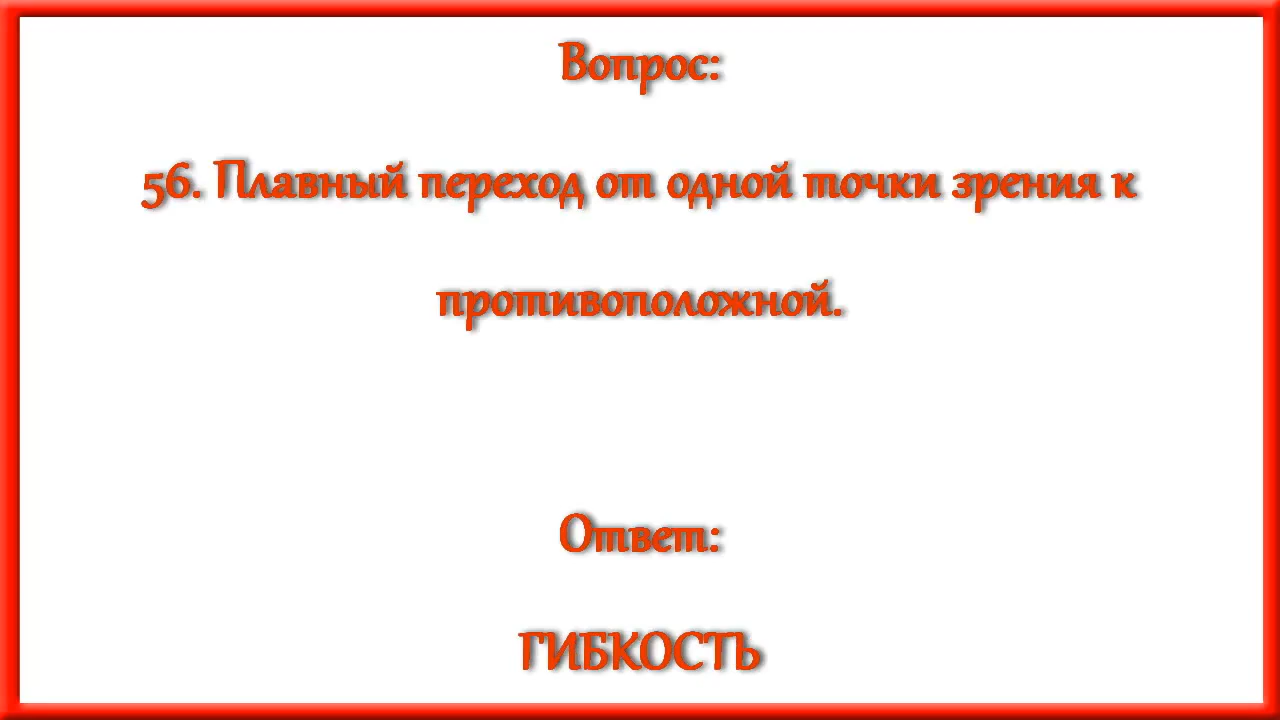 Вопрос:
56. Плавный переход от одной точки зрения к
противоположной.
Ответ:
ГИБКОСТЬ